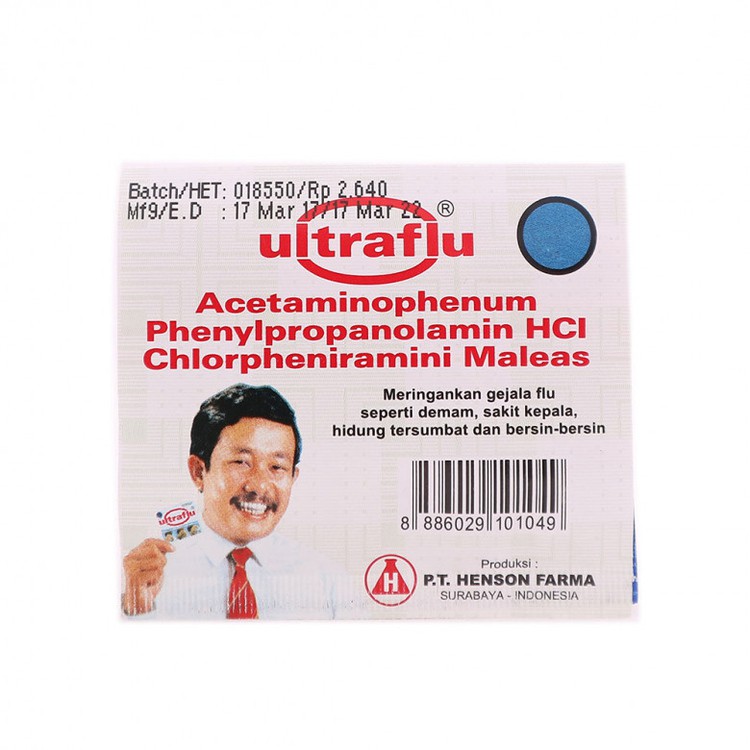 Batch/HET: 018550/Rp 2.640
Mfg/E.D : 17 Mar 17/17 Mar 22
ultraflu ®
Acetaminophenum
Phenylpropanolamin HCl
Chlorpheniramini Maleas
Meringankan gejala flu
seperti demam, sakit kepala,
hidung tersumbat dan bersin-bersin
ultraflu
8 886029 101049
Produksi :
H
P.T. HENSON FARMA
SURABAYA - INDONESIA